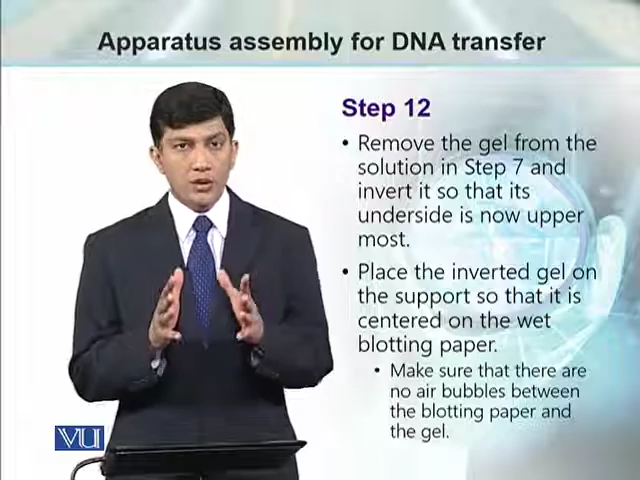 Apparatus assembly for DNA transfer
Step 12
• Remove the gel from the
solution in Step 7 and
invert it so that its
underside is now upper
most.
• Place the inverted gel on
the support so that it is
centered on the wet
blotting paper.
• Make sure that there are
no air bubbles between
the blotting paper and
the gel.
VU